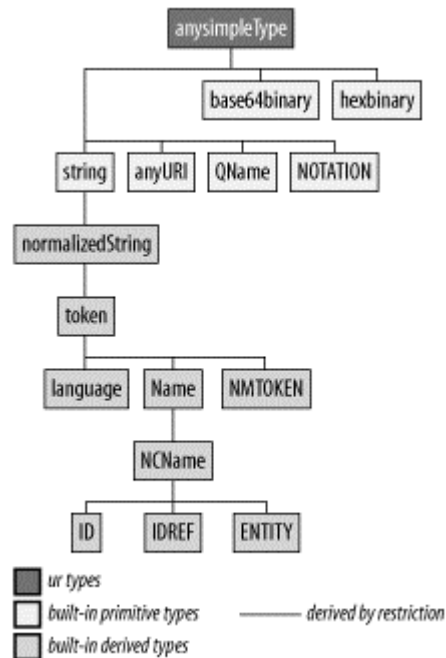 anysimpleType
base64binary hexbinary
string anyURI QName NOTATION
normalizedString
token
language Name NMTOKEN
NCName
ID IDREF ENTITY
ur types
built-in primitive types derived by restriction
built-in derived types